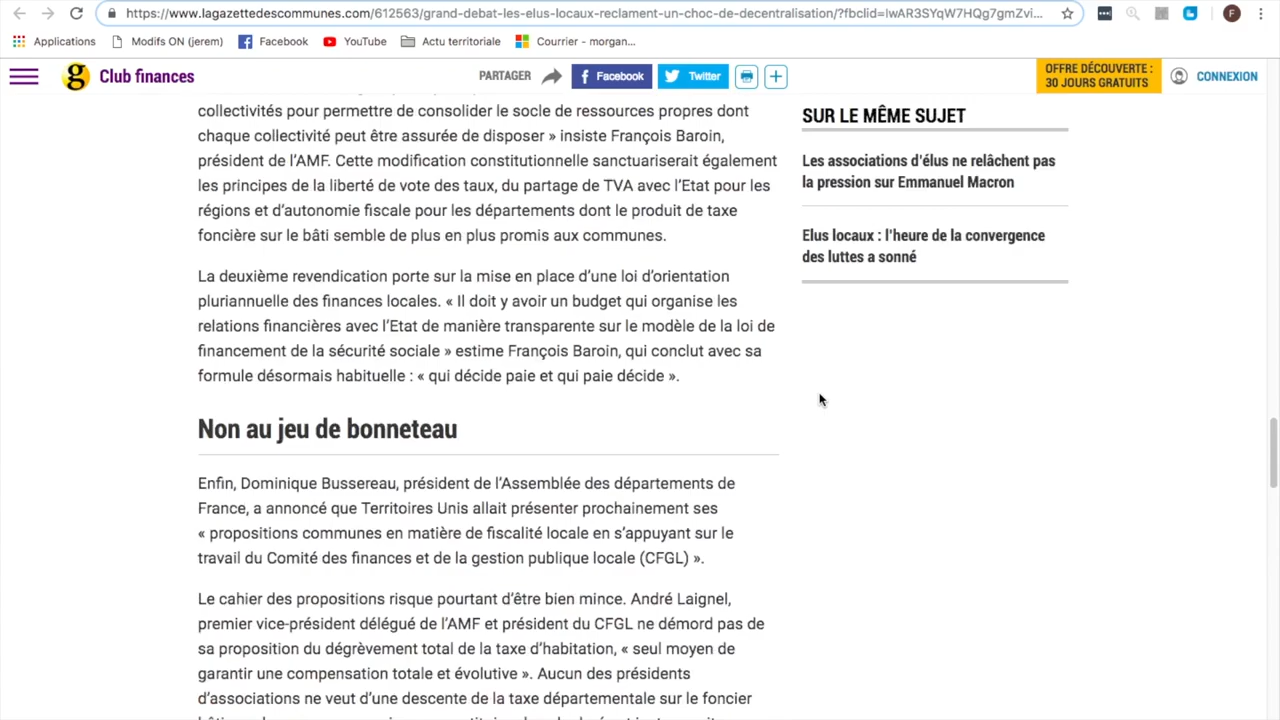 https://www.lagazettedescommunes.com/612563/grand-debat-les-elus-locaux-reclament-un-choc-de-decentralisation/?fbclid=IwAR3SYqW7HQg7gmZvi...
F
Applications
Modifs ON (jerem)
Facebook
YouTube
Actu territoriale
Courrier - morgan...
g
Club finances
PARTAGER
Facebook
Twitter
OFFRE DÉCOUVERTE :
30 JOURS GRATUITS
CONNEXION
collectivités pour permettre de consolider le socle de ressources propres dont
chaque collectivité peut être assurée de disposer » insiste François Baroin,
président de l’AMF. Cette modification constitutionnelle sanctuariserait également
les principes de la liberté de vote des taux, du partage de TVA avec l’Etat pour les
régions et d’autonomie fiscale pour les départements dont le produit de taxe
foncière sur le bâti semble de plus en plus promis aux communes.
La deuxième revendication porte sur la mise en place d’une loi d’orientation
pluriannuelle des finances locales. « Il doit y avoir un budget qui organise les
relations financières avec l’Etat de manière transparente sur le modèle de la loi de
financement de la sécurité sociale » estime François Baroin, qui conclut avec sa
formule désormais habituelle : « qui décide paie et qui paie décide ».
Non au jeu de bonneteau
Enfin, Dominique Bussereau, président de l’Assemblée des départements de
France, a annoncé que Territoires Unis allait présenter prochainement ses
« propositions communes en matière de fiscalité locale en s’appuyant sur le
travail du Comité des finances et de la gestion publique locale (CFGL) ».
Le cahier des propositions risque pourtant d’être bien mince. André Laignel,
premier vice-président délégué de l’AMF et président du CFGL ne démord pas de
sa proposition du dégrèvement total de la taxe d’habitation, « seul moyen de
garantir une compensation totale et évolutive ». Aucun des présidents
d’associations ne veut d’une descente de la taxe départementale sur le foncier
SUR LE MÊME SUJET
Les associations d’élus ne relâchent pas
la pression sur Emmanuel Macron
Elus locaux : l’heure de la convergence
des luttes a sonné